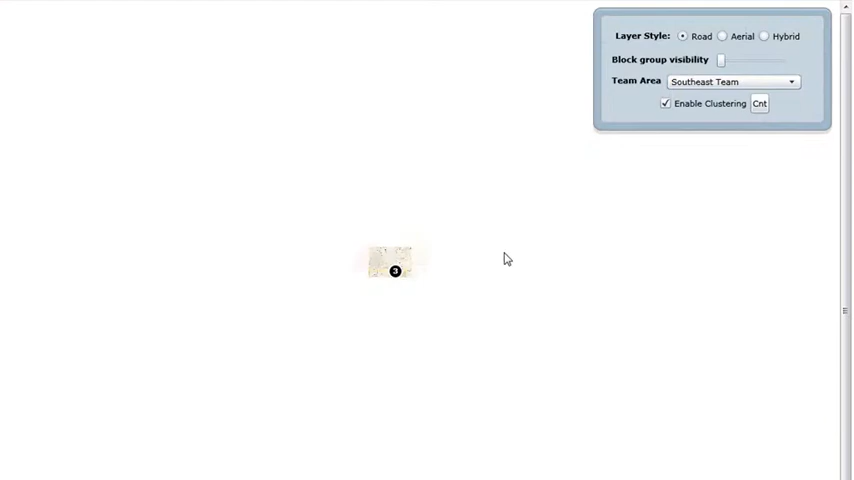 Layer Style: Road Aerial Hybrid
Block group visibility
Team Area Southeast Team
Enable Clustering Cnt
3